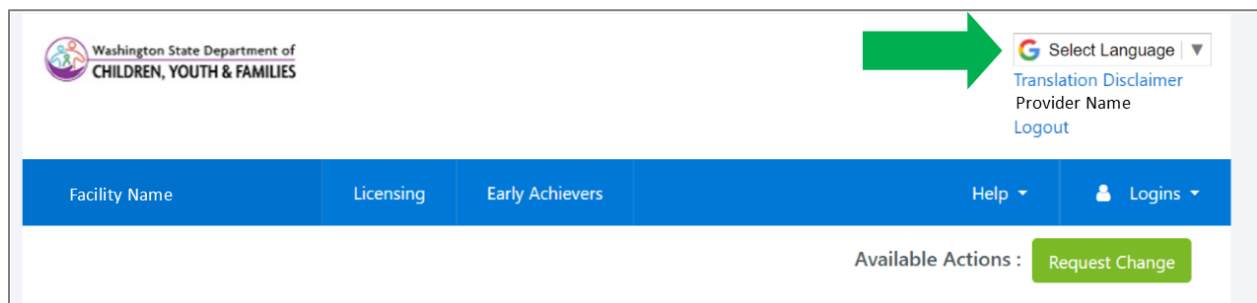 Washington State Department of
CHILDREN, YOUTH & FAMILIES
G Select Language ▼
Translation Disclaimer
Provider Name
Logout
Facility Name Licensing Early Achievers Help Logins
Available Actions : Request Change